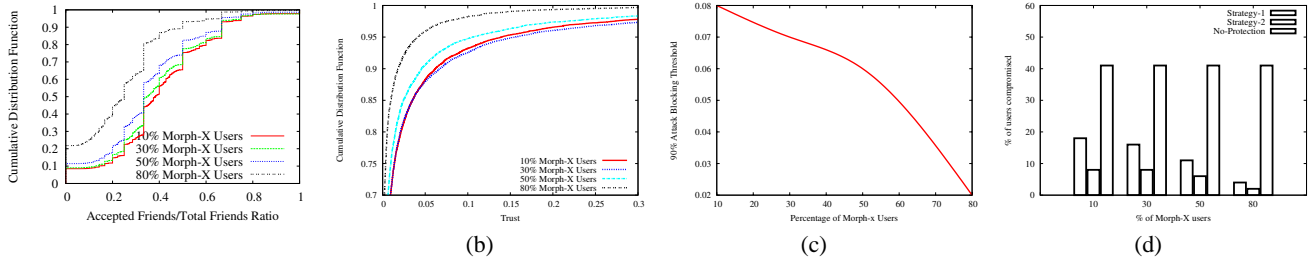 1
0.9
0.8
0.7
0.6
0.5
0.4
0.3
0.2
0.1
0
0 0.2 0.4 0.6 0.8 1
Cumulative Distribution Function
Accepted Friends/Total Friends Ratio
10% Morph-X Users
30% Morph-X Users
50% Morph-X Users
80% Morph-X Users
1
0.95
0.9
0.85
0.8
0.75
0.7
0 0.05 0.1 0.15 0.2 0.25 0.3
Cumulative Distribution Function
Trust
10% Morph-X Users
30% Morph-X Users
50% Morph-X Users
80% Morph-X Users
(b)
0.08
0.07
0.06
0.05
0.04
0.03
0.02
10 20 30 40 50 60 70 80
90% Attack Blocking Threshold
Percentage of Morph-x Users
(c)
60
50
40
30
20
10
0
10 30 50 80
% of users compromised
% of Morph-X users
Strategy-1
Strategy-2
No-Protection
(d)